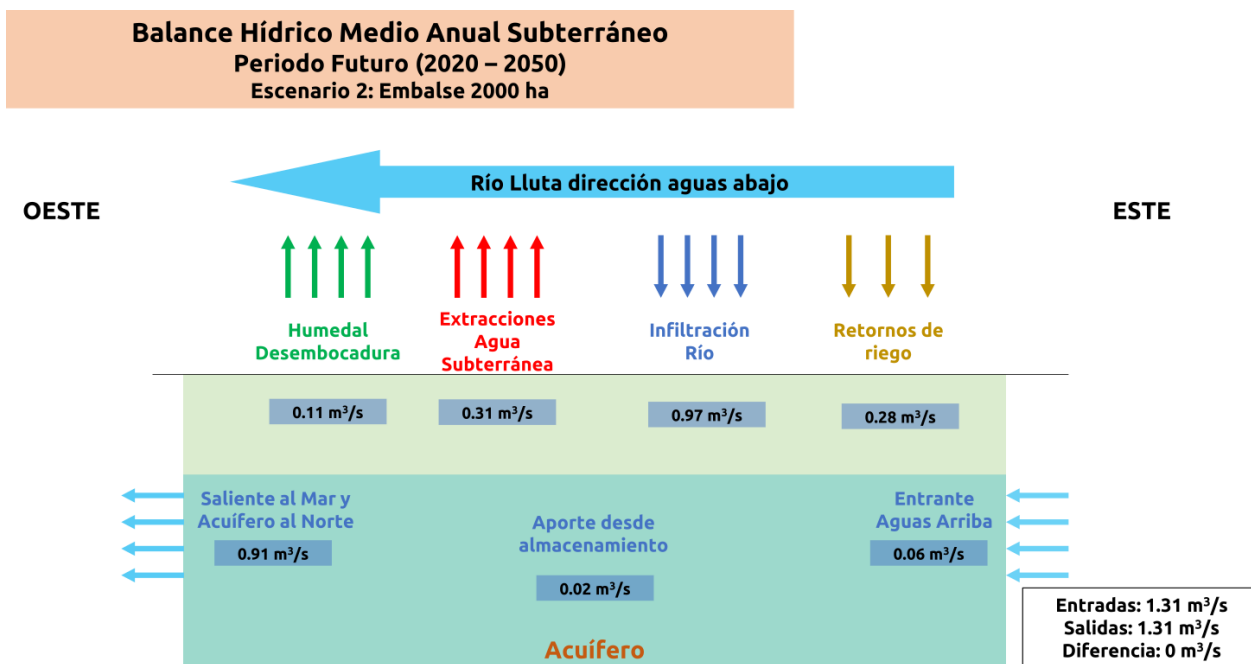 Balance Hídrico Medio Anual Subterráneo
Periodo Futuro (2020 – 2050)
Escenario 2: Embalse 2000 ha
Río Lluta dirección aguas abajo
OESTE
ESTE
Humedal
Desembocadura
Extracciones
Agua
Subterránea
Infiltración
Río
Retornos de
riego
0.11 m³/s
0.31 m³/s
0.97 m³/s
0.28 m³/s
Saliente al Mar y
Acuífero al Norte
0.91 m³/s
Aporte desde
almacenamiento
0.02 m³/s
Entrante
Aguas Arriba
0.06 m³/s
Acuífero
Entradas: 1.31 m³/s
Salidas: 1.31 m³/s
Diferencia: 0 m³/s